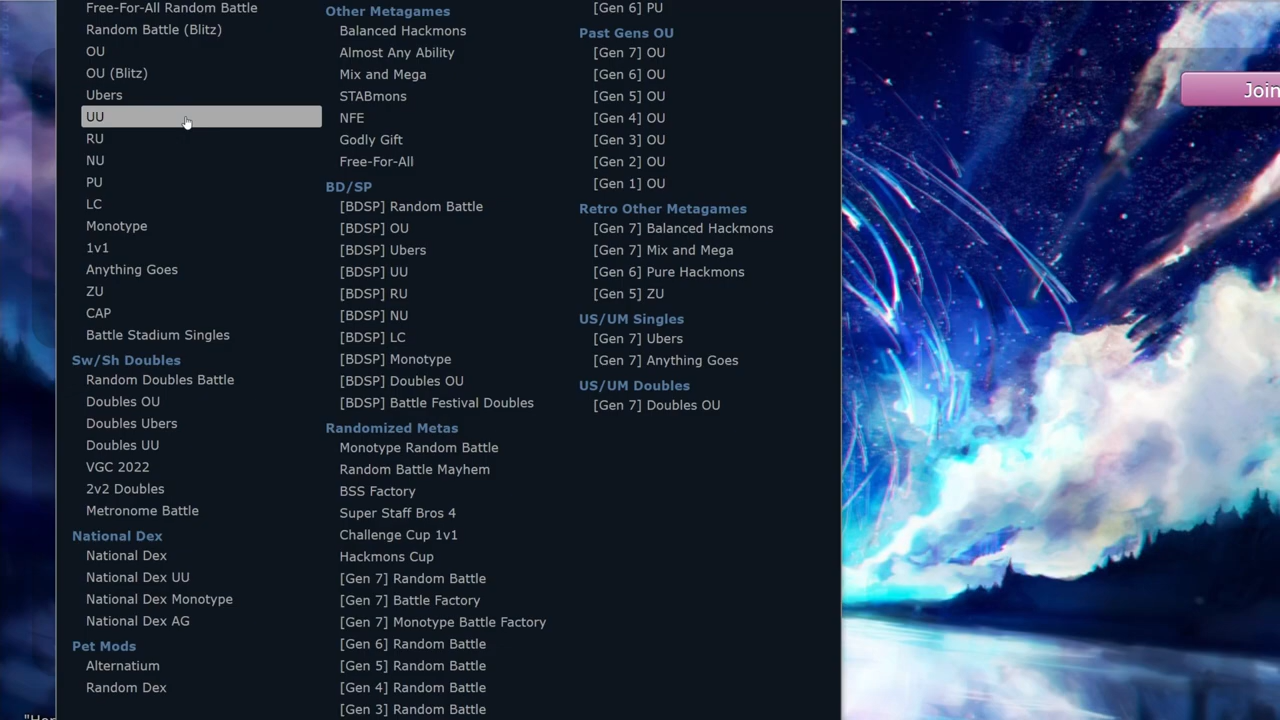 Free-For-All Random Battle
Random Battle (Blitz)
OU
OU (Blitz)
Ubers
UU
RU
NU
PU
LC
Monotype
1v1
Anything Goes
ZU
CAP
Battle Stadium Singles
Sw/Sh Doubles
Random Doubles Battle
Doubles OU
Doubles Ubers
Doubles UU
VGC 2022
2v2 Doubles
Metronome Battle
National Dex
National Dex
National Dex UU
National Dex Monotype
National Dex AG
Pet Mods
Alternatium
Random Dex
Other Metagames
Balanced Hackmons
Almost Any Ability
Mix and Mega
STABmons
NFE
Godly Gift
Free-For-All
BD/SP
[BDSP] Random Battle
[BDSP] OU
[BDSP] Ubers
[BDSP] UU
[BDSP] RU
[BDSP] NU
[BDSP] LC
[BDSP] Monotype
[BDSP] Doubles OU
[BDSP] Battle Festival Doubles
Randomized Metas
Monotype Random Battle
Random Battle Mayhem
BSS Factory
Super Staff Bros 4
Challenge Cup 1v1
Hackmons Cup
[Gen 7] Random Battle
[Gen 7] Battle Factory
[Gen 7] Monotype Battle Factory
[Gen 6] Random Battle
[Gen 5] Random Battle
[Gen 4] Random Battle
[Gen 3] Random Battle
[Gen 6] PU
Past Gens OU
[Gen 7] OU
[Gen 6] OU
[Gen 5] OU
[Gen 4] OU
[Gen 3] OU
[Gen 2] OU
[Gen 1] OU
Retro Other Metagames
[Gen 7] Balanced Hackmons
[Gen 7] Mix and Mega
[Gen 6] Pure Hackmons
[Gen 5] ZU
US/UM Singles
[Gen 7] Ubers
[Gen 7] Anything Goes
US/UM Doubles
[Gen 7] Doubles OU
Join